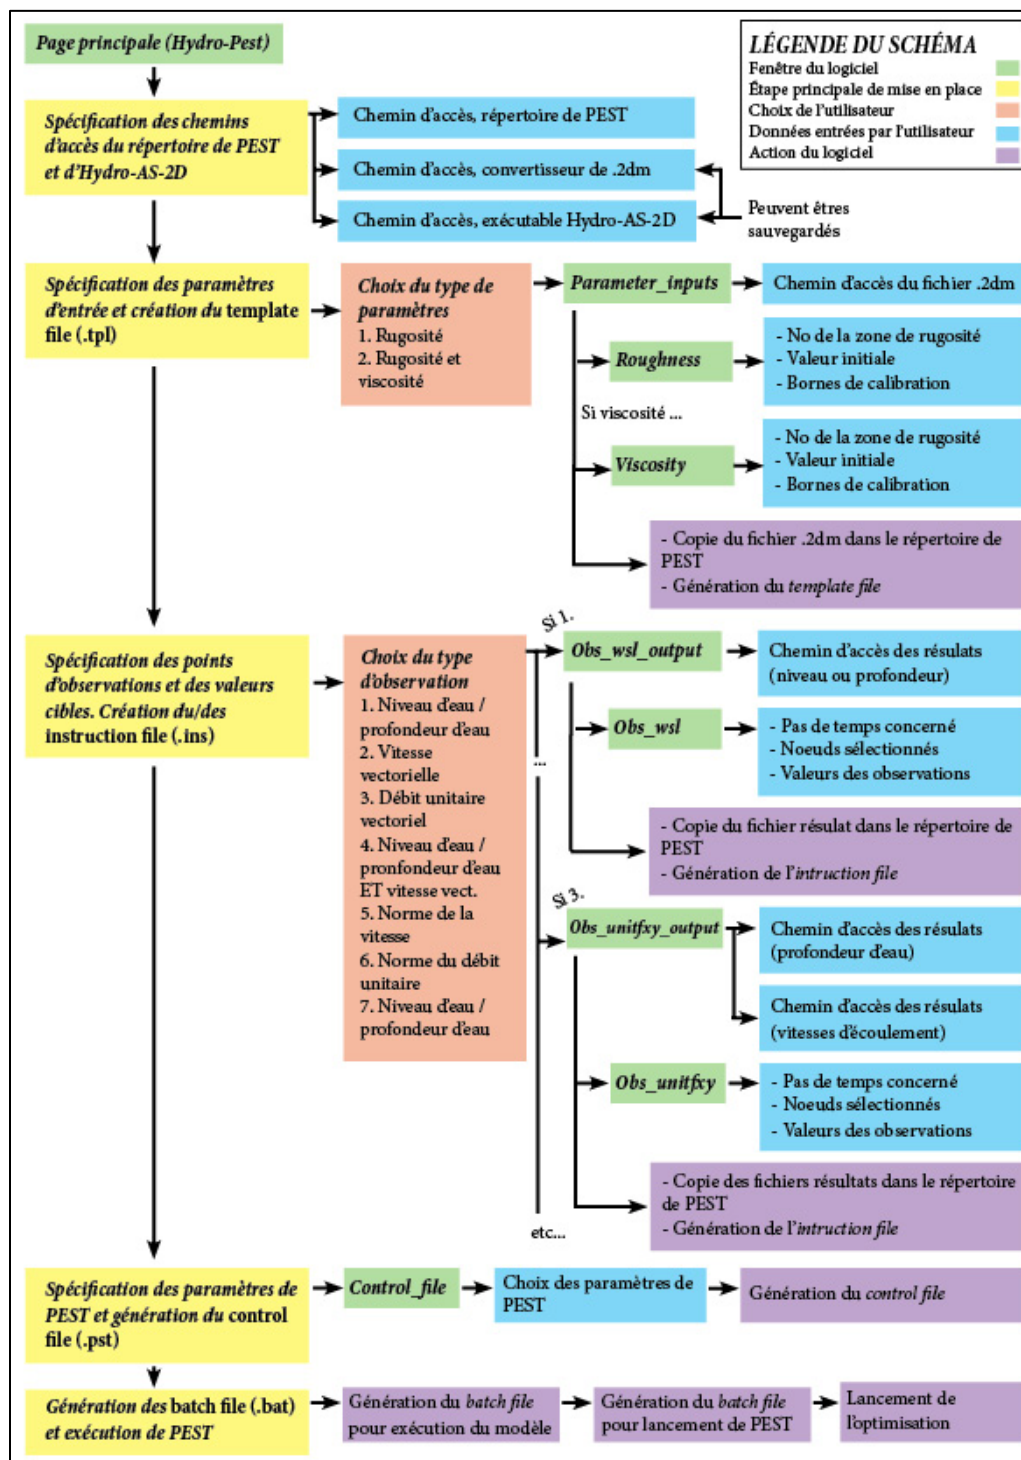 Page principale (Hydro-Pest)
LÉGENDE DU SCHÉMA
Fenêtre du logiciel
Étape principale de mise en place
Choix de l'utilisateur
Données entrées par l'utilisateur
Action du logiciel
Spécification des chemins
d'accès du répertoire de PEST
et d'Hydro-AS-2D
Chemin d'accès, répertoire de PEST
Chemin d'accès, convertisseur de .2dm
Chemin d'accès, exécutable Hydro-AS-2D
Peuvent êtres
sauvegardés
Spécification des paramètres
d'entrée et création du template
file (.tpl)
Choix du type de
paramètres
1. Rugosité
2. Rugosité et
viscosité
Parameter_inputs
Chemin d'accès du fichier .2dm
Roughness
- No de la zone de rugosité
- Valeur initiale
- Bornes de calibration
Si viscosité ...
Viscosity
- No de la zone de rugosité
- Valeur initiale
- Bornes de calibration
- Copie du fichier .2dm dans le répertoire de
PEST
- Génération du template file
Spécification des points
d'observations et des valeurs
cibles. Création du/des
instruction file (.ins)
Choix du type
d'observation
1. Niveau d'eau /
profondeur d'eau
2. Vitesse
vectorielle
3. Débit unitaire
vectoriel
4. Niveau d'eau /
pronfondeur d'eau
ET vitesse vect.
5. Norme de la
vitesse
6. Norme du débit
unitaire
7. Niveau d'eau /
profondeur d'eau
Si 1.
Obs_wsl_output
Chemin d'accès des résultats
(niveau ou profondeur)
...
Obs_wsl
- Pas de temps concerné
- Noeuds sélectionnés
- Valeurs des observations
- Copie du fichier résulat dans le répertoire de
PEST
- Génération de l'intruction file
Si 3.
Obs_unitfxy_output
Chemin d'accès des résultats
(profondeur d'eau)
Chemin d'accès des résultats
(vitesses d'écoulement)
Obs_unitfxy
- Pas de temps concerné
- Noeuds sélectionnés
- Valeurs des observations
- Copie des fichiers résultats dans le répertoire
de PEST
- Génération de l'intruction file
etc...
Spécification des paramètres de
PEST et génération du control
file (.pst)
Control_file
Choix des paramètres de
PEST
Génération du control file
Génération des batch file (.bat)
et exécution de PEST
Génération du batch file
pour exécution du modèle
Génération du batch file
pour lancement de PEST
Lancement de
l'optimisation